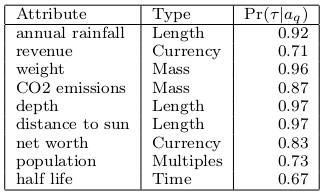 Attribute Type Pr(τ|a_q)
annual rainfall Length 0.92
revenue Currency 0.71
weight Mass 0.96
CO2 emissions Mass 0.87
depth Length 0.97
distance to sun Length 0.97
net worth Currency 0.83
population Multiples 0.73
half life Time 0.67